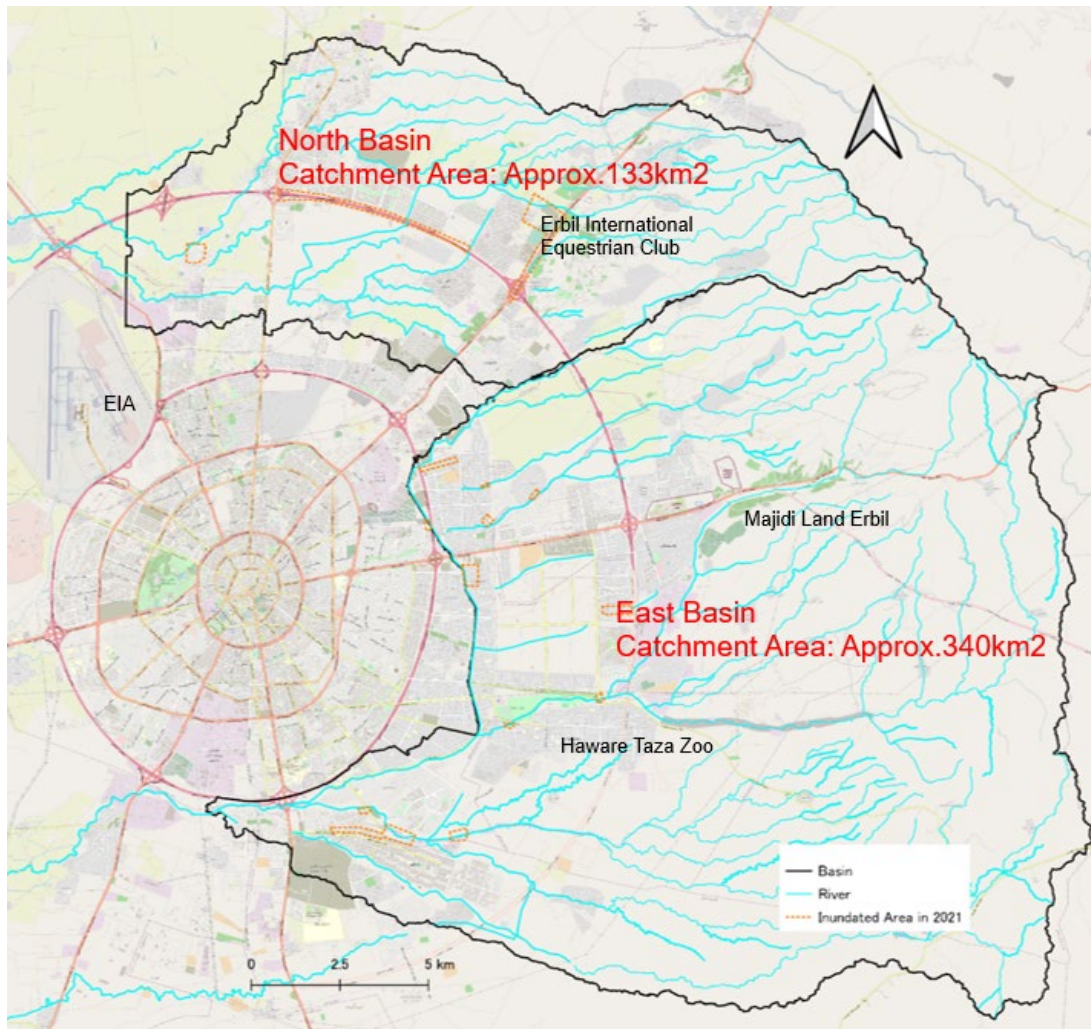 North Basin
Catchment Area: Approx.133km2
Erbil International
Equestrian Club
EIA
Majidi Land Erbil
East Basin
Catchment Area: Approx.340km2
Haware Taza Zoo
Basin
River
Inundated Area in 2021
0 2.5 5 km